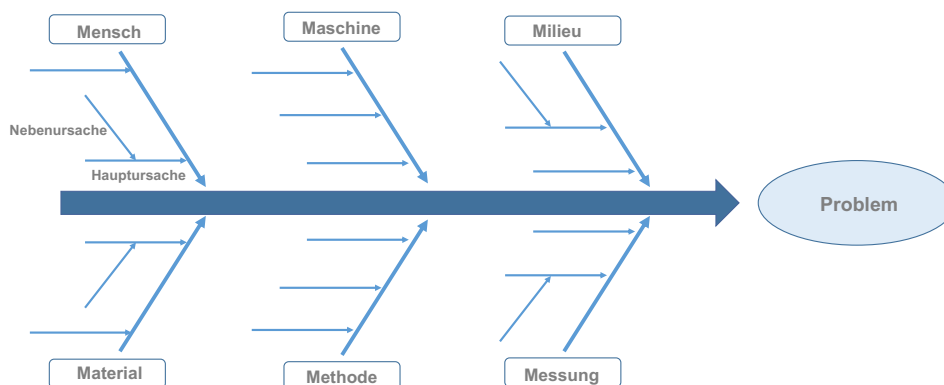 Mensch
Maschine
Milieu
Nebenursache
Hauptursache
Problem
Material
Methode
Messung